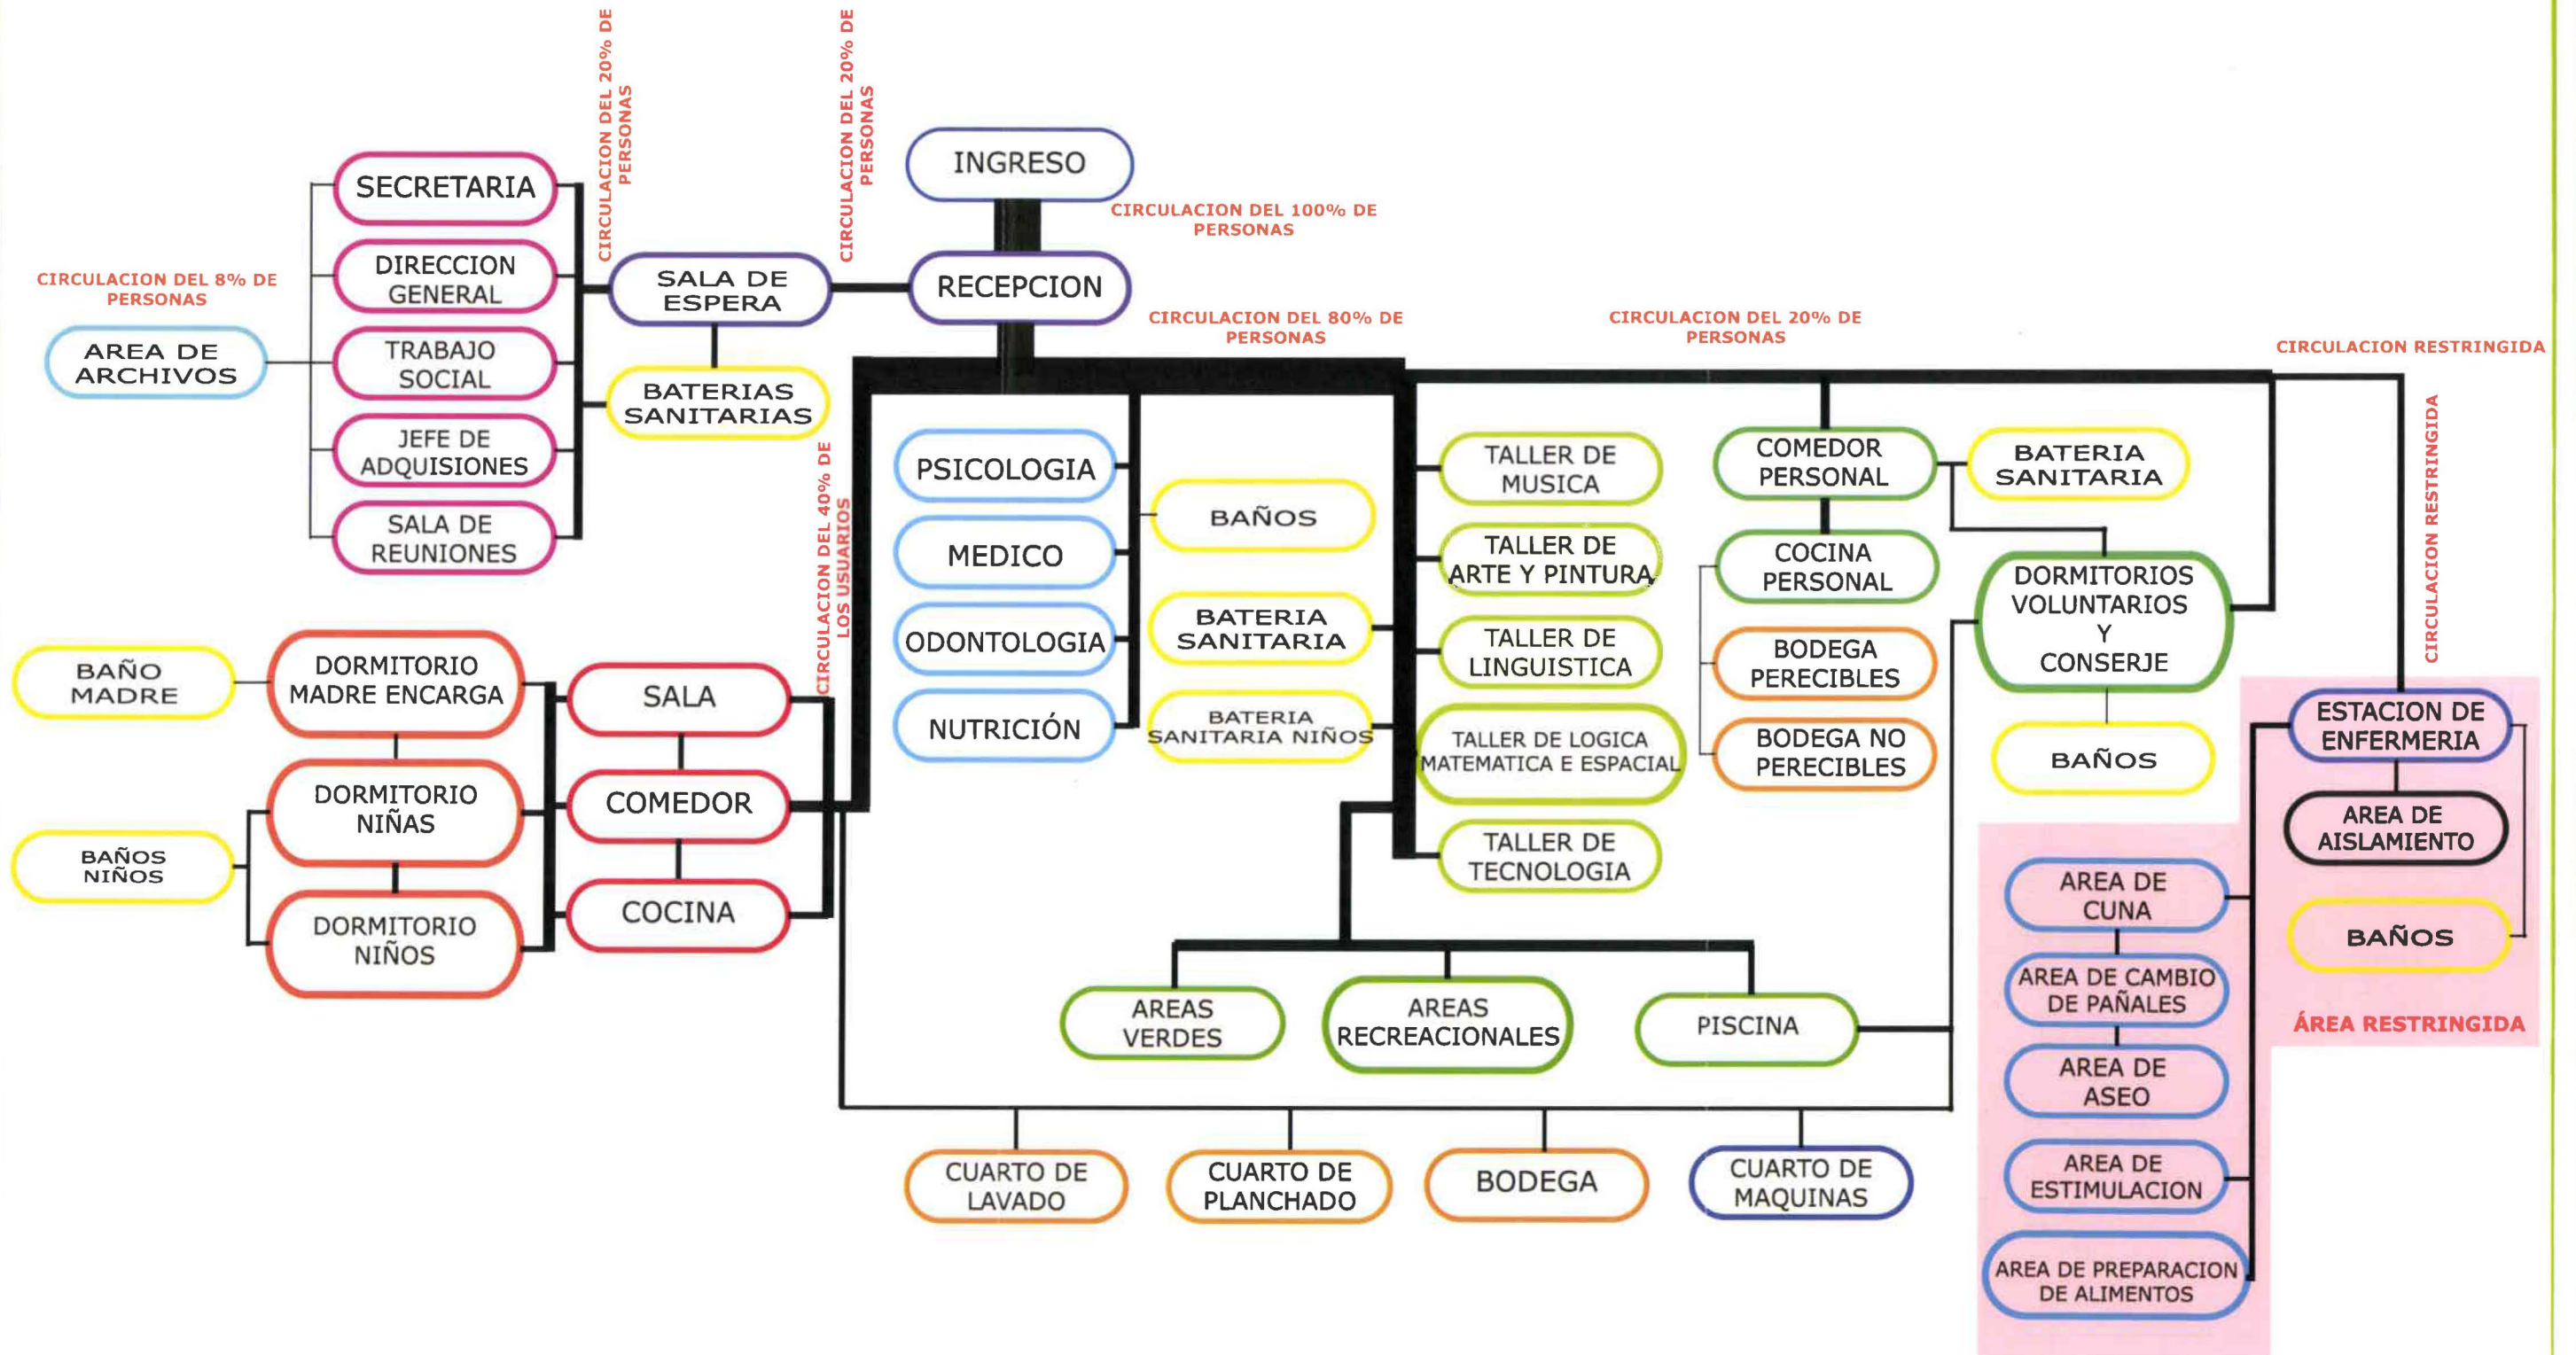 CIRCULACION DEL 20% DE
PERSONAS
CIRCULACION DEL 20% DE
PERSONAS
INGRESO
CIRCULACION DEL 100% DE
PERSONAS
SECRETARIA
DIRECCION
GENERAL
TRABAJO
SOCIAL
JEFE DE
ADQUISIONES
SALA DE
REUNIONES
CIRCULACION DEL 8% DE
PERSONAS
AREA DE
ARCHIVOS
SALA DE
ESPERA
BATERIAS
SANITARIAS
RECEPCION
CIRCULACION DEL 80% DE
PERSONAS
CIRCULACION DEL 20% DE
PERSONAS
CIRCULACION RESTRINGIDA
CIRCULACION RESTRINGIDA
CIRCULACION DEL 40% DE
LOS USUARIOS
BAÑO
MADRE
DORMITORIO
MADRE ENCARGA
SALA
DORMITORIO
NIÑAS
COMEDOR
BAÑOS
NIÑOS
DORMITORIO
NIÑOS
COCINA
PSICOLOGIA
MEDICO
ODONTOLOGIA
NUTRICIÓN
BAÑOS
BATERIA
SANITARIA
BATERIA
SANITARIA NIÑOS
TALLER DE
MUSICA
TALLER DE
ARTE Y PINTURA
TALLER DE
LINGUISTICA
TALLER DE LOGICA
MATEMATICA E ESPACIAL
TALLER DE
TECNOLOGIA
COMEDOR
PERSONAL
BATERIA
SANITARIA
COCINA
PERSONAL
BODEGA
PERECIBLES
BODEGA NO
PERECIBLES
DORMITORIOS
VOLUNTARIOS
Y
CONSERJE
BAÑOS
ESTACION DE
ENFERMERIA
AREA DE
AISLAMIENTO
BAÑOS
ÁREA RESTRINGIDA
AREA DE
CUNA
AREA DE CAMBIO
DE PAÑALES
AREA DE
ASEO
AREA DE
ESTIMULACION
AREA DE PREPARACION
DE ALIMENTOS
AREAS
VERDES
AREAS
RECREACIONALES
PISCINA
CUARTO DE
LAVADO
CUARTO DE
PLANCHADO
BODEGA
CUARTO DE
MAQUINAS